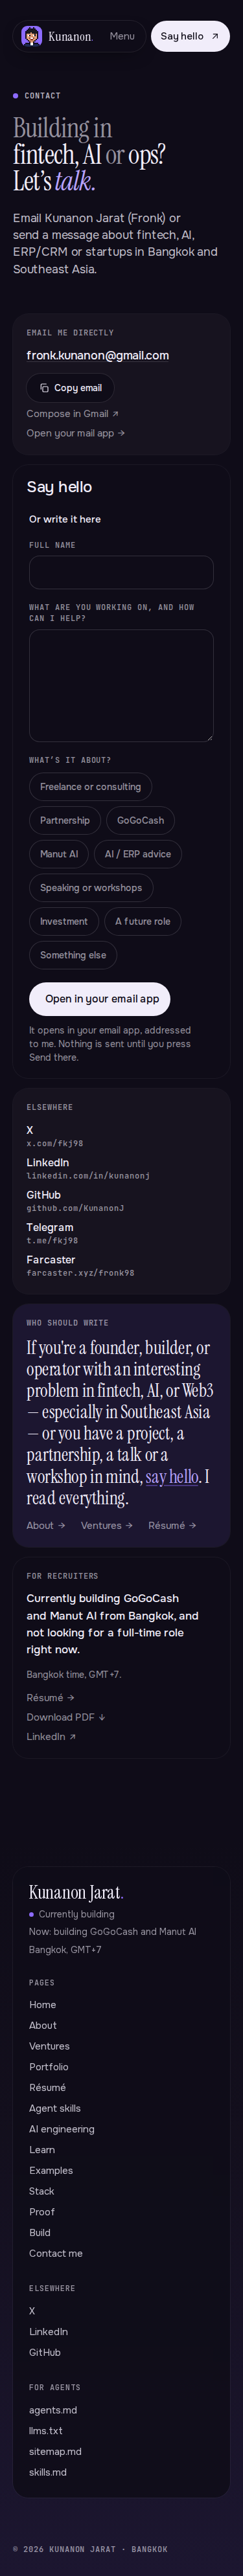 Kunanon.
Menu
Say hello ↗
CONTACT
Building in
fintech, AI or ops?
Let's talk.
Email Kunanon Jarat (Fronk) or
send a message about fintech, AI,
ERP/CRM or startups in Bangkok and
Southeast Asia.
EMAIL ME DIRECTLY
fronk.kunanon@gmail.com
Copy email
Compose in Gmail ↗
Open your mail app →
Say hello
Or write it here
FULL NAME
WHAT ARE YOU WORKING ON, AND HOW
CAN I HELP?
WHAT'S IT ABOUT?
Freelance or consulting
Partnership
GoGoCash
Manut AI
AI / ERP advice
Speaking or workshops
Investment
A future role
Something else
Open in your email app
It opens in your email app, addressed
to me. Nothing is sent until you press
Send there.
ELSEWHERE
X
x.com/fkj98
LinkedIn
linkedin.com/in/kunanonj
GitHub
github.com/KunanonJ
Telegram
t.me/fkj98
Farcaster
farcaster.xyz/fronk98
WHO SHOULD WRITE
If you're a founder, builder, or
operator with an interesting
problem in fintech, AI, or Web3
— especially in Southeast Asia
— or you have a project, a
partnership, a talk or a
workshop in mind, say hello. I
read everything.
About →
Ventures →
Résumé →
FOR RECRUITERS
Currently building GoGoCash
and Manut AI from Bangkok, and
not looking for a full-time role
right now.
Bangkok time, GMT+7.
Résumé →
Download PDF ↓
LinkedIn ↗
Kunanon Jarat.
Currently building
Now: building GoGoCash and Manut AI
Bangkok, GMT+7
PAGES
Home
About
Ventures
Portfolio
Résumé
Agent skills
AI engineering
Learn
Examples
Stack
Proof
Build
Contact me
ELSEWHERE
X
LinkedIn
GitHub
FOR AGENTS
agents.md
llms.txt
sitemap.md
skills.md
© 2026 KUNANON JARAT · BANGKOK